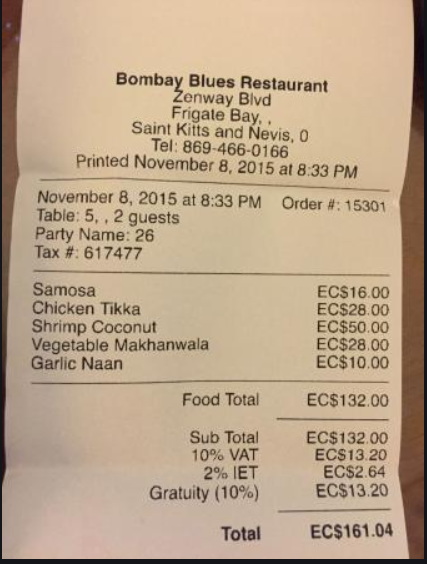 Bombay Blues Restaurant
Zenway Blvd
Frigate Bay, ,
Saint Kitts and Nevis, 0
Tel: 869-466-0166
Printed November 8, 2015 at 8:33 PM
November 8, 2015 at 8:33 PM Order #: 15301
Table: 5, , 2 guests
Party Name: 26
Tax #: 617477
Samosa EC$16.00
Chicken Tikka EC$28.00
Shrimp Coconut EC$50.00
Vegetable Makhanwala EC$28.00
Garlic Naan EC$10.00
Food Total EC$132.00
Sub Total EC$132.00
10% VAT EC$13.20
2% IET EC$2.64
Gratuity (10%) EC$13.20
Total EC$161.04